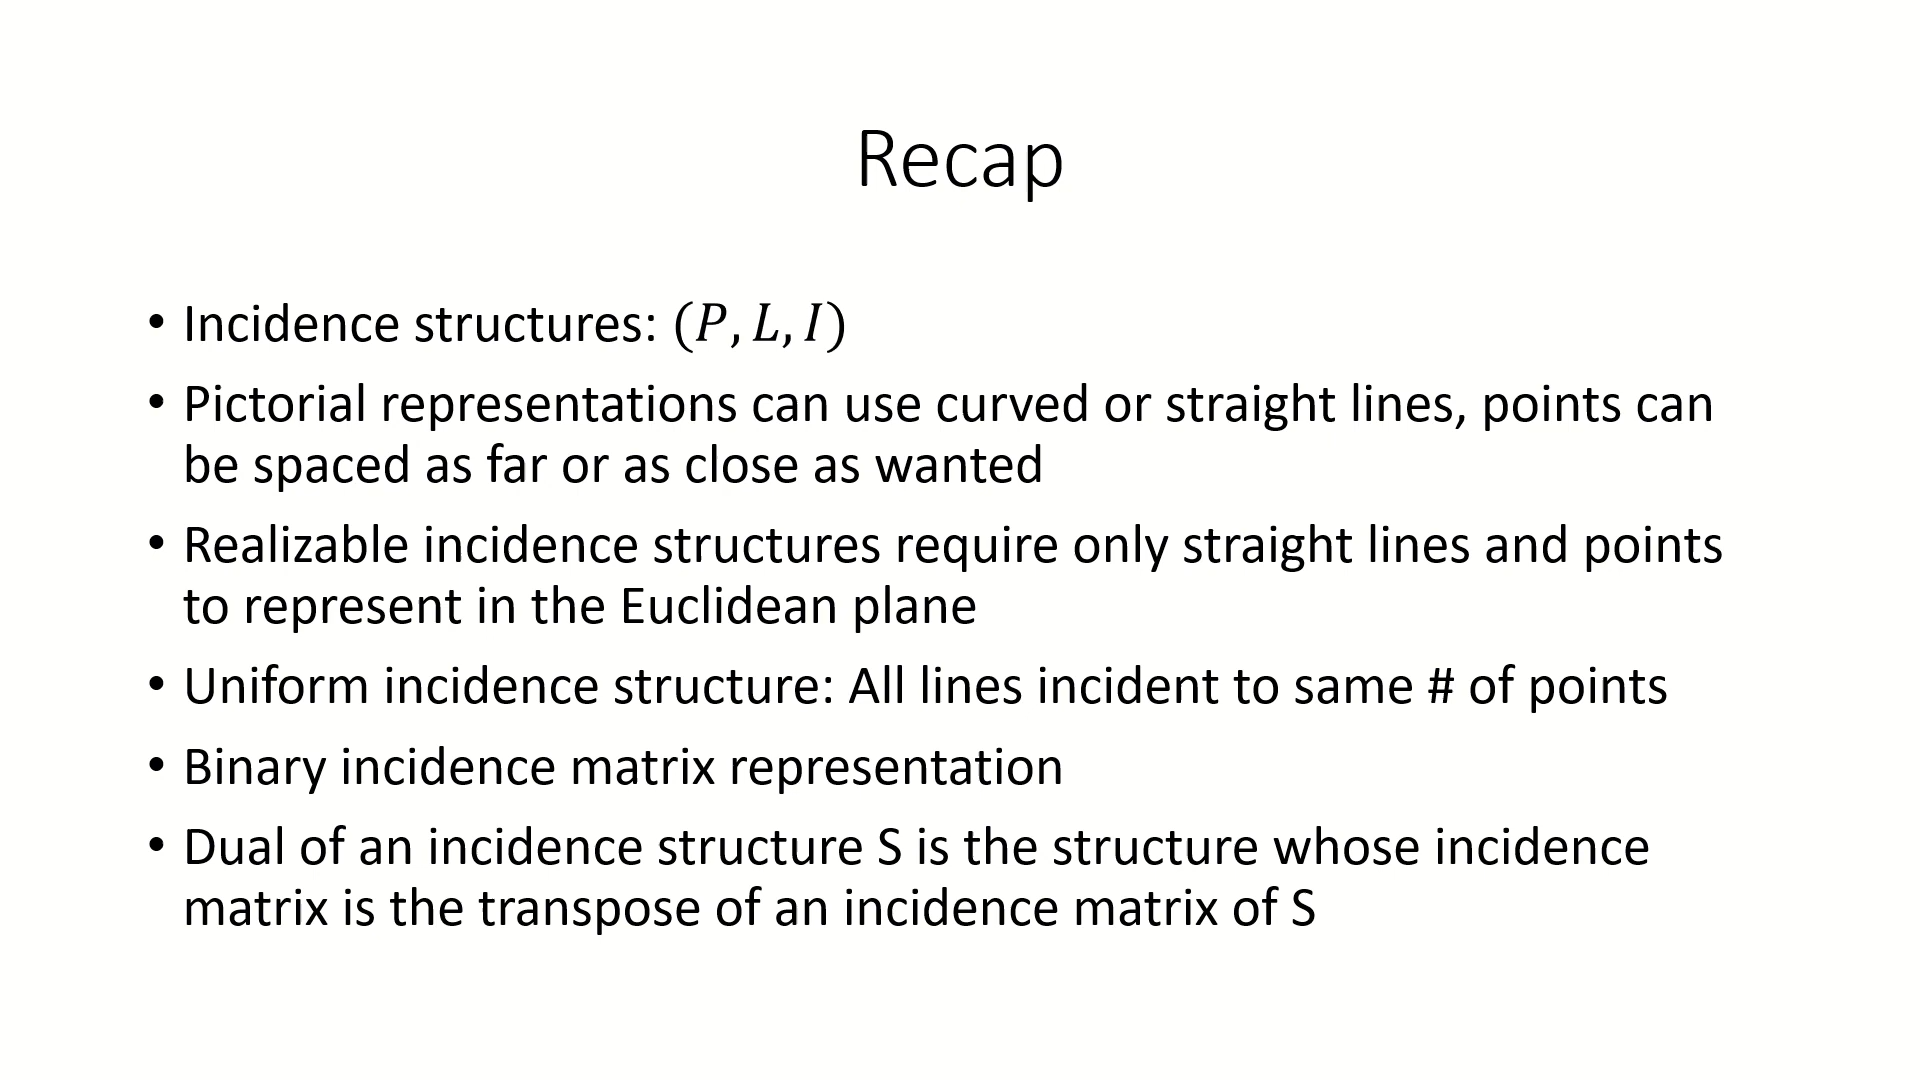 Recap
• Incidence structures: (P, L, I)
• Pictorial representations can use curved or straight lines, points can
be spaced as far or as close as wanted
• Realizable incidence structures require only straight lines and points
to represent in the Euclidean plane
• Uniform incidence structure: All lines incident to same # of points
• Binary incidence matrix representation
• Dual of an incidence structure S is the structure whose incidence
matrix is the transpose of an incidence matrix of S